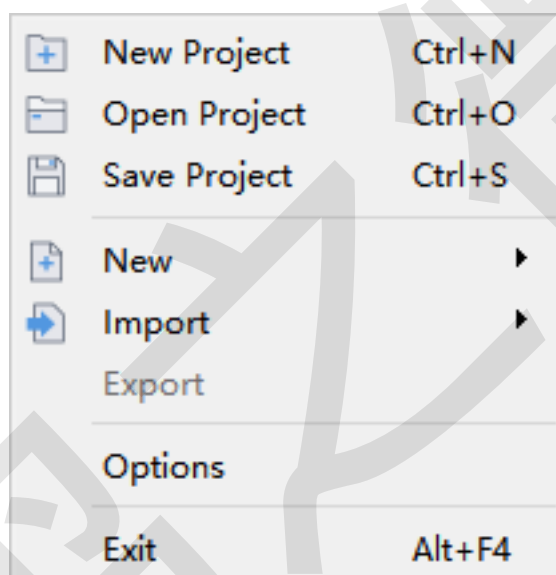 New Project Ctrl+N
Open Project Ctrl+O
Save Project Ctrl+S
New
Import
Export
Options
Exit Alt+F4